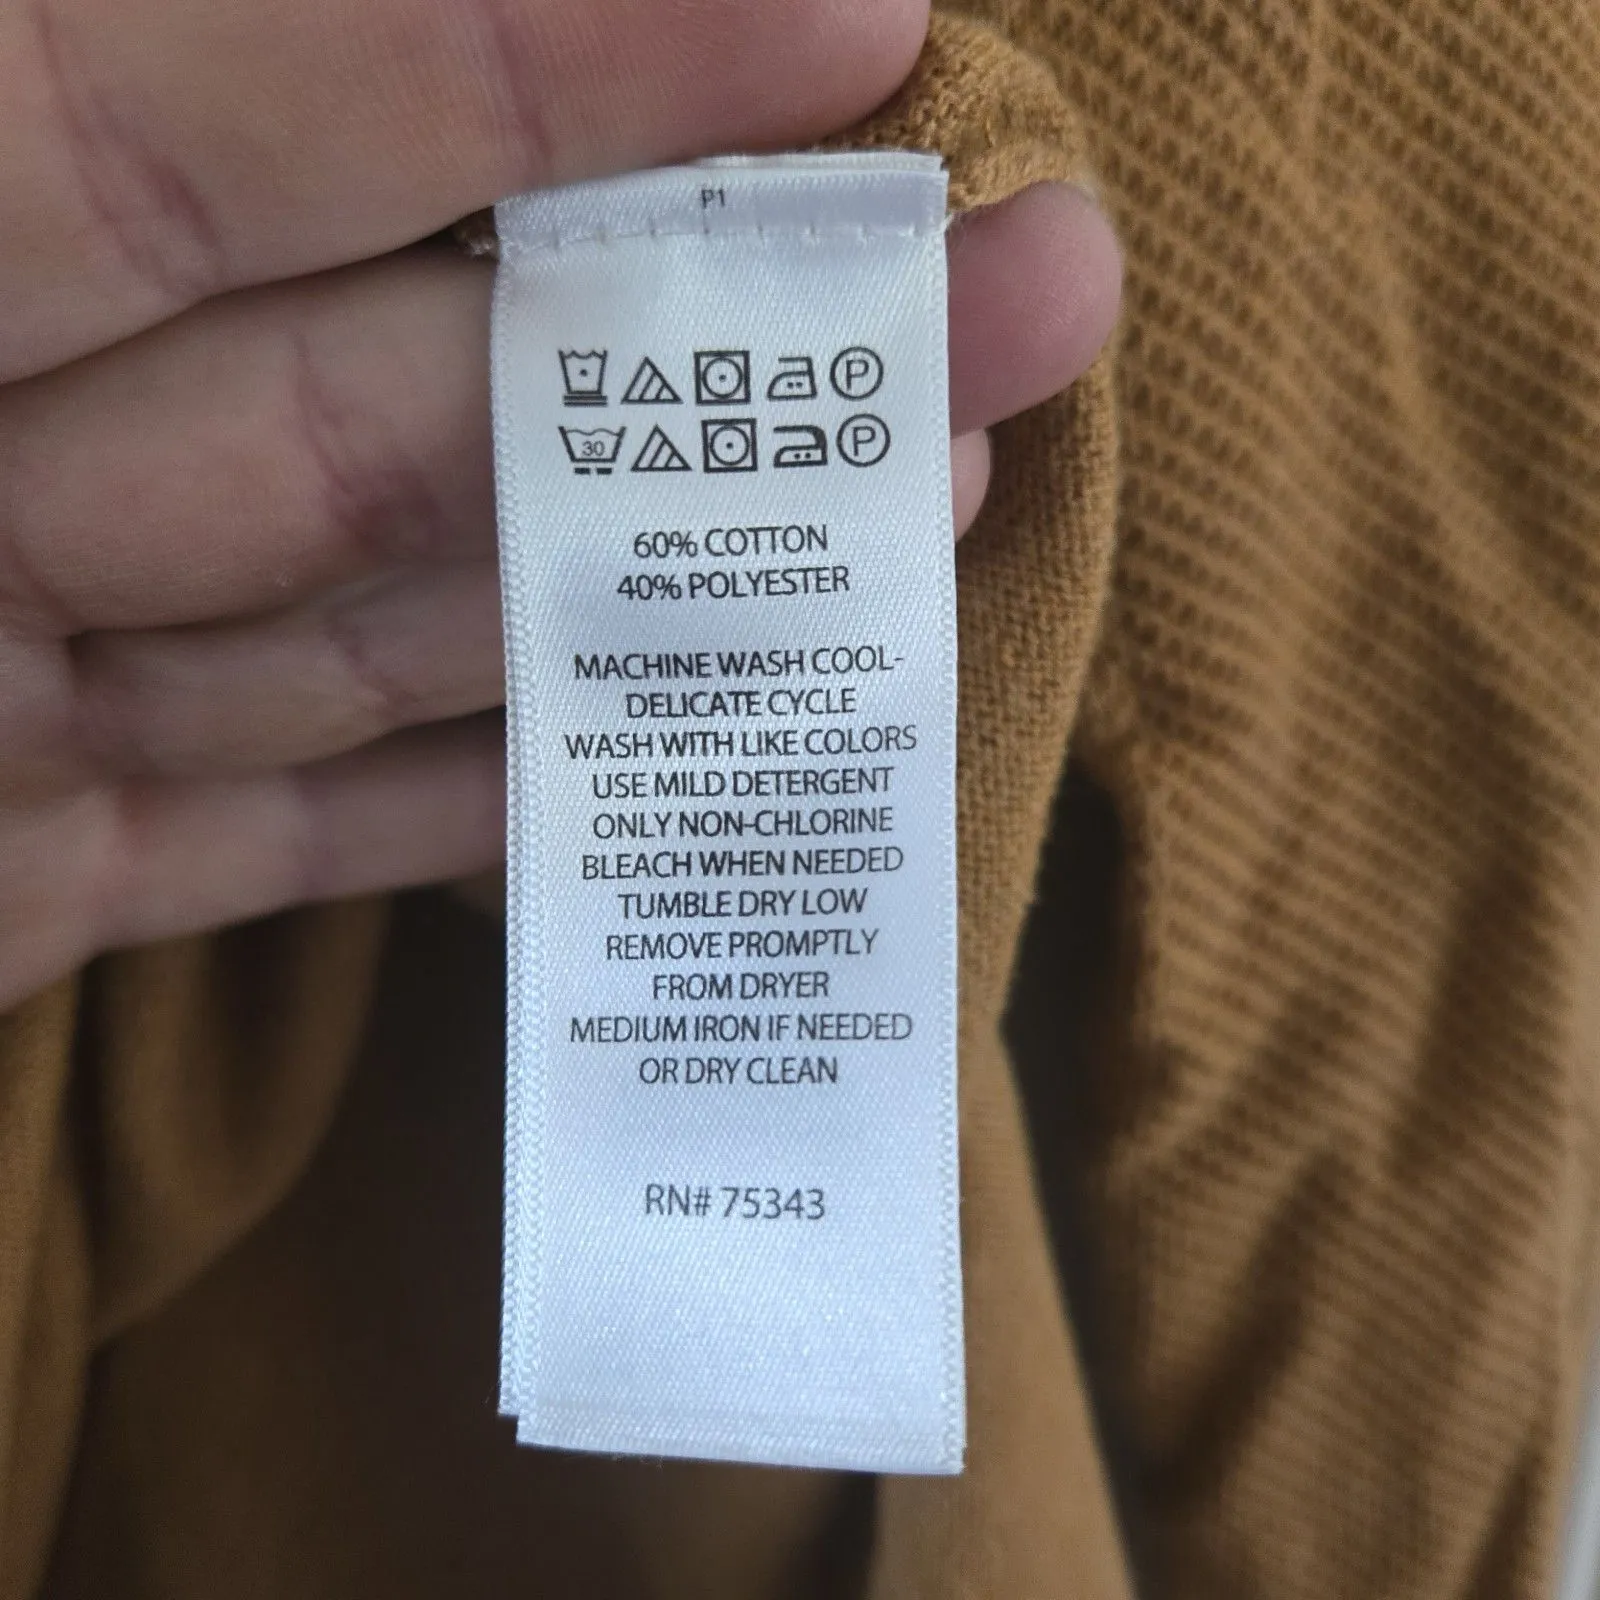 P1
P
30 P
60% COTTON
40% POLYESTER
MACHINE WASH COOL-
DELICATE CYCLE
WASH WITH LIKE COLORS
USE MILD DETERGENT
ONLY NON-CHLORINE
BLEACH WHEN NEEDED
TUMBLE DRY LOW
REMOVE PROMPTLY
FROM DRYER
MEDIUM IRON IF NEEDED
OR DRY CLEAN
RN# 75343